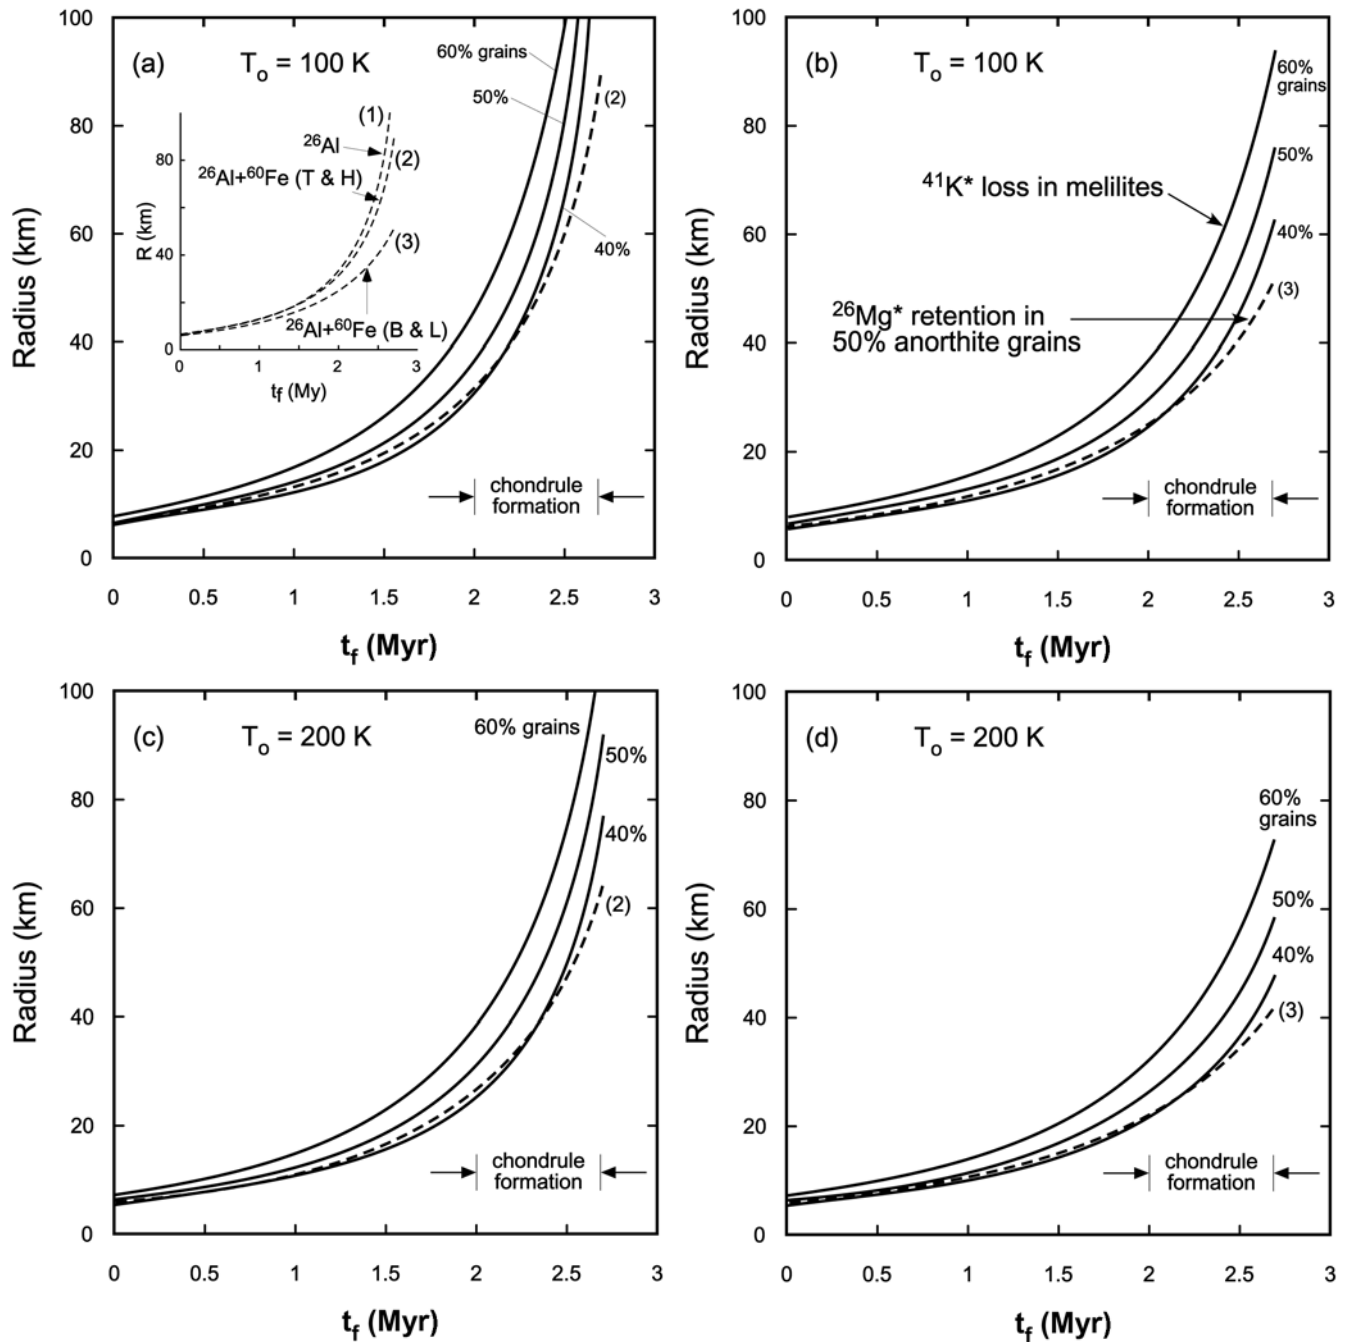 (a) T₀ = 100 K
60% grains
50%
40%
(2)
(1)
²⁶Al
(2)
²⁶Al+⁶⁰Fe (T & H)
(3)
²⁶Al+⁶⁰Fe (B & L)
R (km)
80
40
0
0 1 2 3
t_f (My)
chondrule
formation
Radius (km)
100
80
60
40
20
0
0 0.5 1 1.5 2 2.5 3
t_f (Myr)
(b) T₀ = 100 K
60%
grains
50%
40%
(3)
⁴¹K* loss in melilites
²⁶Mg* retention in
50% anorthite grains
chondrule
formation
Radius (km)
100
80
60
40
20
0
0 0.5 1 1.5 2 2.5 3
t_f (Myr)
(c) T₀ = 200 K
60% grains
50%
40%
(2)
chondrule
formation
Radius (km)
100
80
60
40
20
0
0 0.5 1 1.5 2 2.5 3
t_f (Myr)
(d) T₀ = 200 K
60%
grains
50%
40%
(3)
chondrule
formation
Radius (km)
100
80
60
40
20
0
0 0.5 1 1.5 2 2.5 3
t_f (Myr)